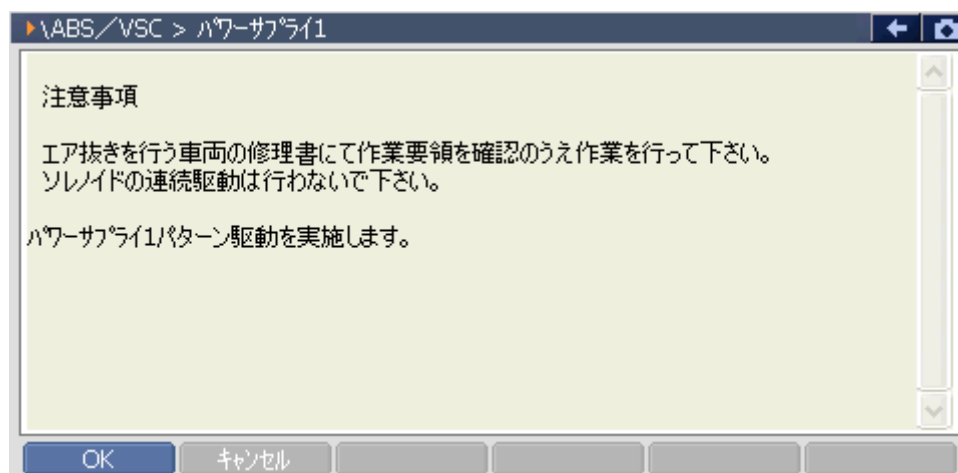 \ABS/VSC > ﾊﾟﾜｰｻﾌﾟﾗｲ1
注意事項
エア抜きを行う車両の修理書にて作業要領を確認のうえ作業を行って下さい。
ソレノイドの連続駆動は行わないで下さい。
ﾊﾟﾜｰｻﾌﾟﾗｲ1パターン駆動を実施します。
OK ｷｬﾝｾﾙ